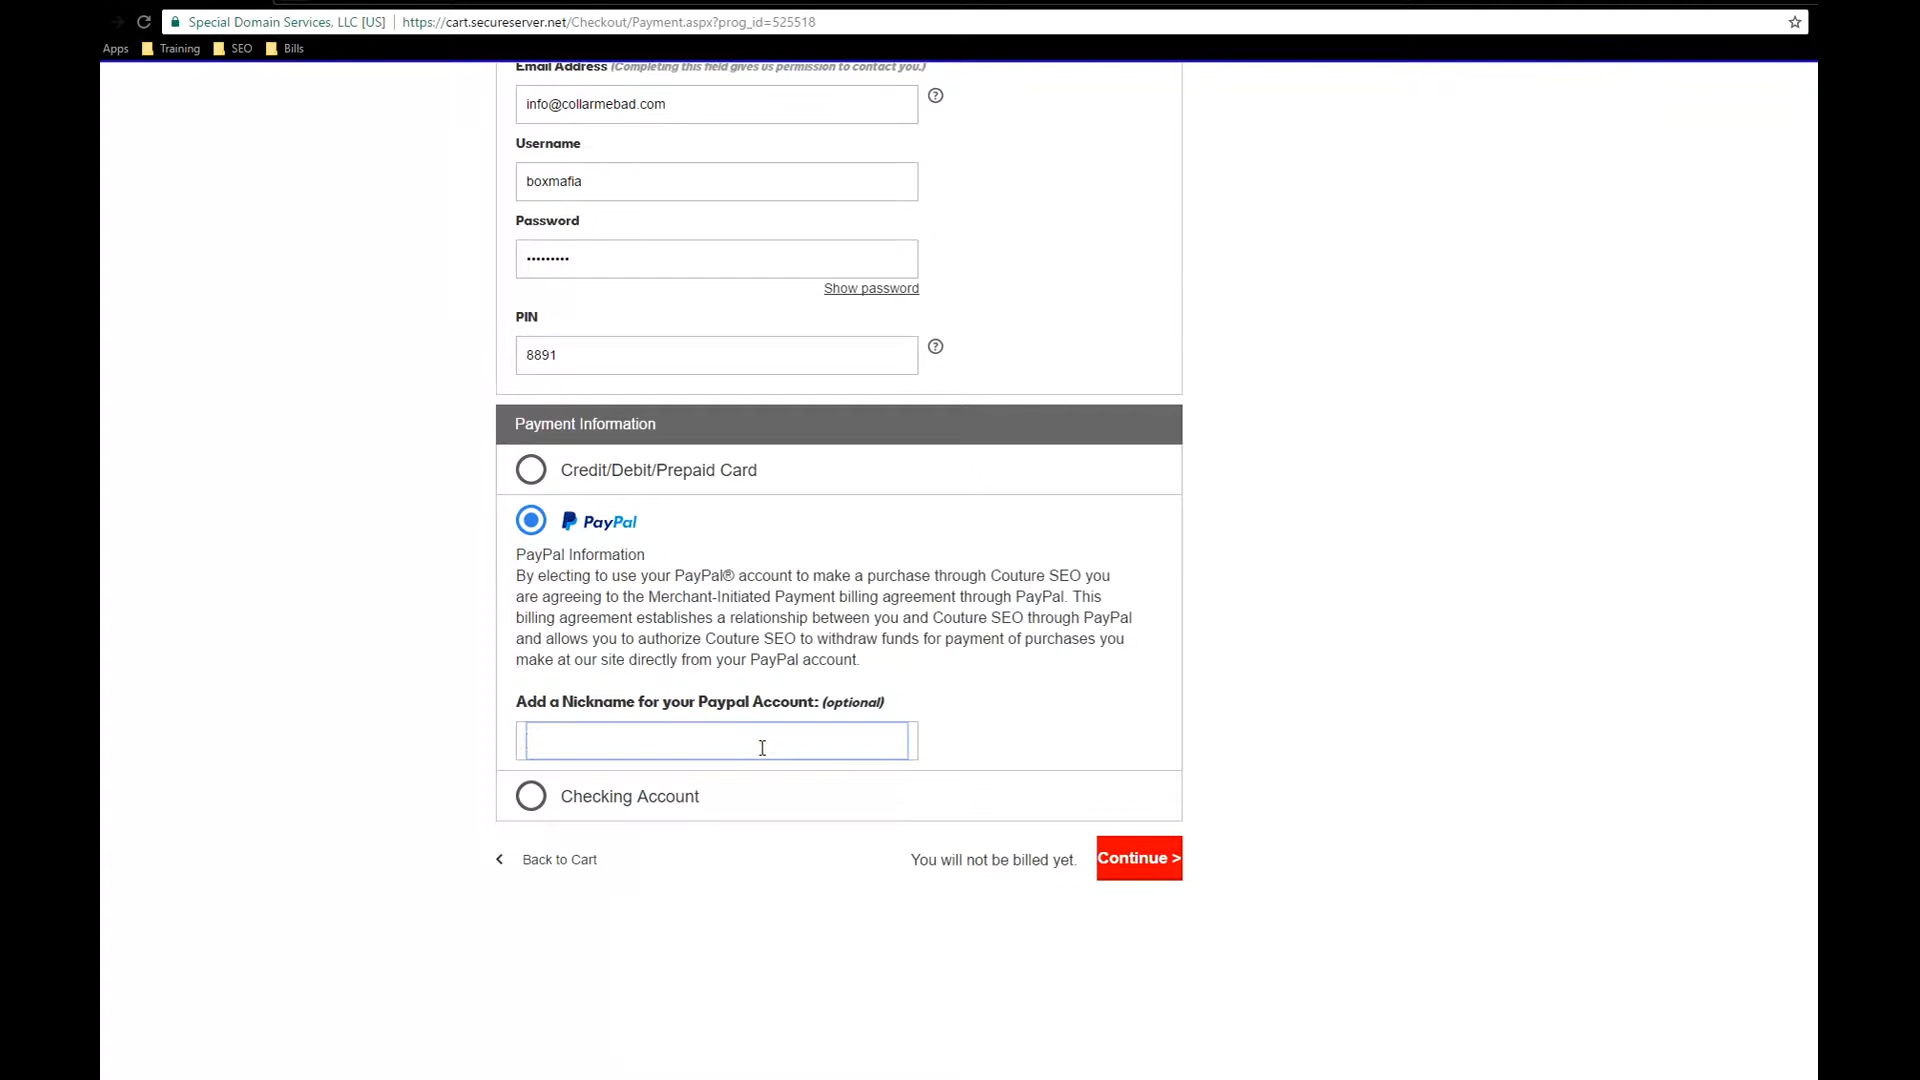 Special Domain Services, LLC [US] https://cart.secureserver.net/Checkout/Payment.aspx?prog_id=525518
Apps Training SEO Bills
Email Address (Completing this field gives us permission to contact you.)
info@collarmebad.com
Username
boxmafia
Password
•••••••••
Show password
PIN
8891
Payment Information
Credit/Debit/Prepaid Card
PayPal
PayPal Information
By electing to use your PayPal® account to make a purchase through Couture SEO you
are agreeing to the Merchant-Initiated Payment billing agreement through PayPal. This
billing agreement establishes a relationship between you and Couture SEO through PayPal
and allows you to authorize Couture SEO to withdraw funds for payment of purchases you
make at our site directly from your PayPal account.
Add a Nickname for your Paypal Account: (optional)
Checking Account
< Back to Cart You will not be billed yet. Continue >